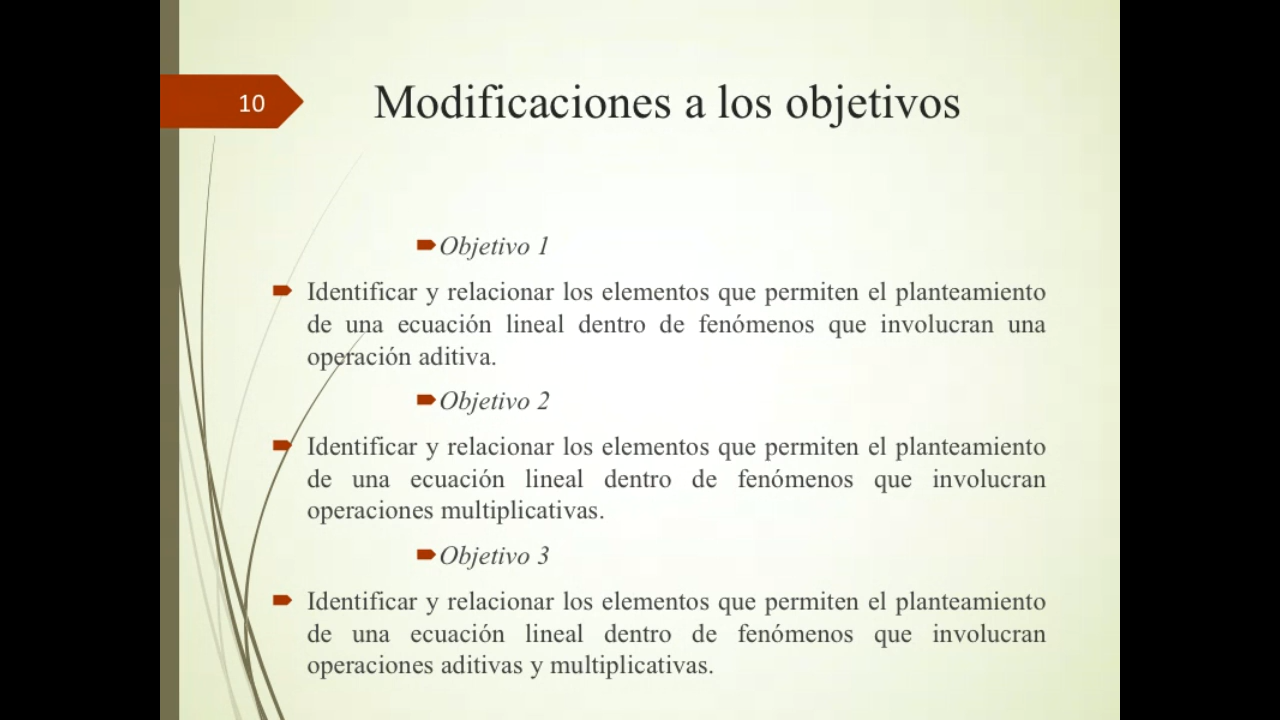 10
Modificaciones a los objetivos
Objetivo 1
Identificar y relacionar los elementos que permiten el planteamiento
de una ecuación lineal dentro de fenómenos que involucran una
operación aditiva.
Objetivo 2
Identificar y relacionar los elementos que permiten el planteamiento
de una ecuación lineal dentro de fenómenos que involucran
operaciones multiplicativas.
Objetivo 3
Identificar y relacionar los elementos que permiten el planteamiento
de una ecuación lineal dentro de fenómenos que involucran
operaciones aditivas y multiplicativas.